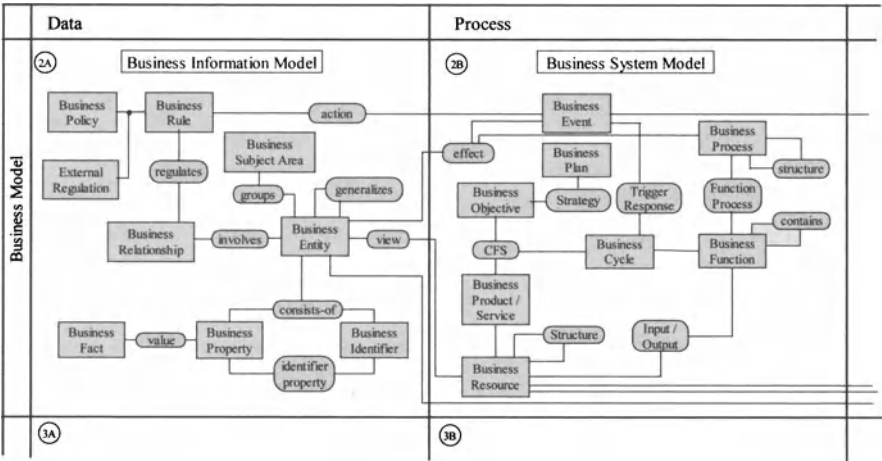 Data
Process
2A
Business Information Model
2B
Business System Model
Business Model
Business
Policy
Business
Rule
action
External
Regulation
regulates
Business
Subject Area
groups
generalizes
Business
Relationship
involves
Business
Entity
view
consists-of
Business
Fact
value
Business
Property
Business
Identifier
identifier
property
Business
Event
effect
Business
Plan
Business
Process
structure
Business
Objective
Strategy
Trigger
Response
Function
Process
contains
CFS
Business
Cycle
Business
Function
Business
Product /
Service
Structure
Input /
Output
Business
Resource
3A
3B